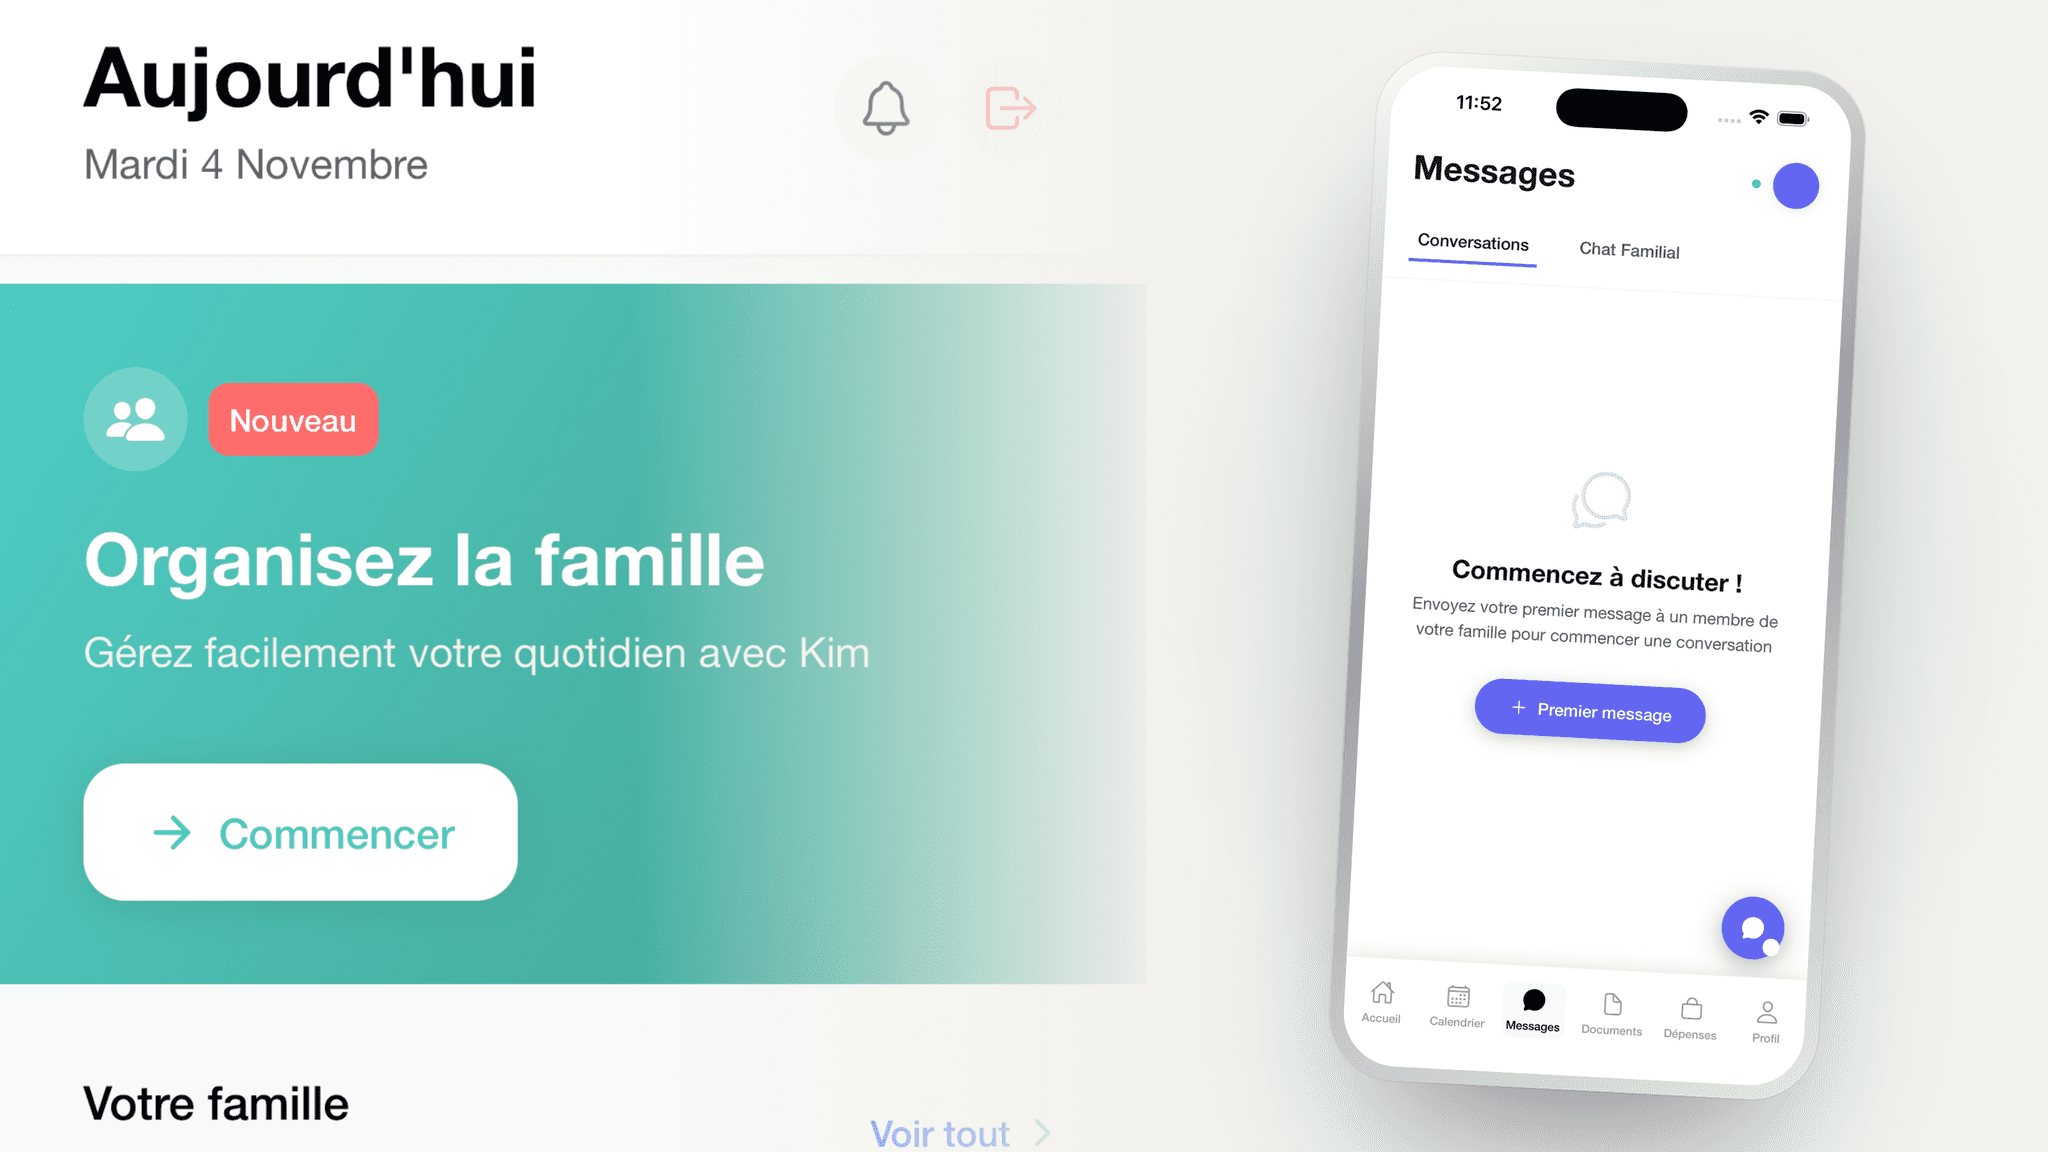 Aujourd'hui
Mardi 4 Novembre
Nouveau
Organisez la famille
Gérez facilement votre quotidien avec Kim
Commencer
Votre famille
Voir tout
11:52
Messages
Conversations
Chat Familial
Commencez à discuter !
Envoyez votre premier message à un membre de
votre famille pour commencer une conversation
+ Premier message
Accueil
Calendrier
Messages
Documents
Dépenses
Profil